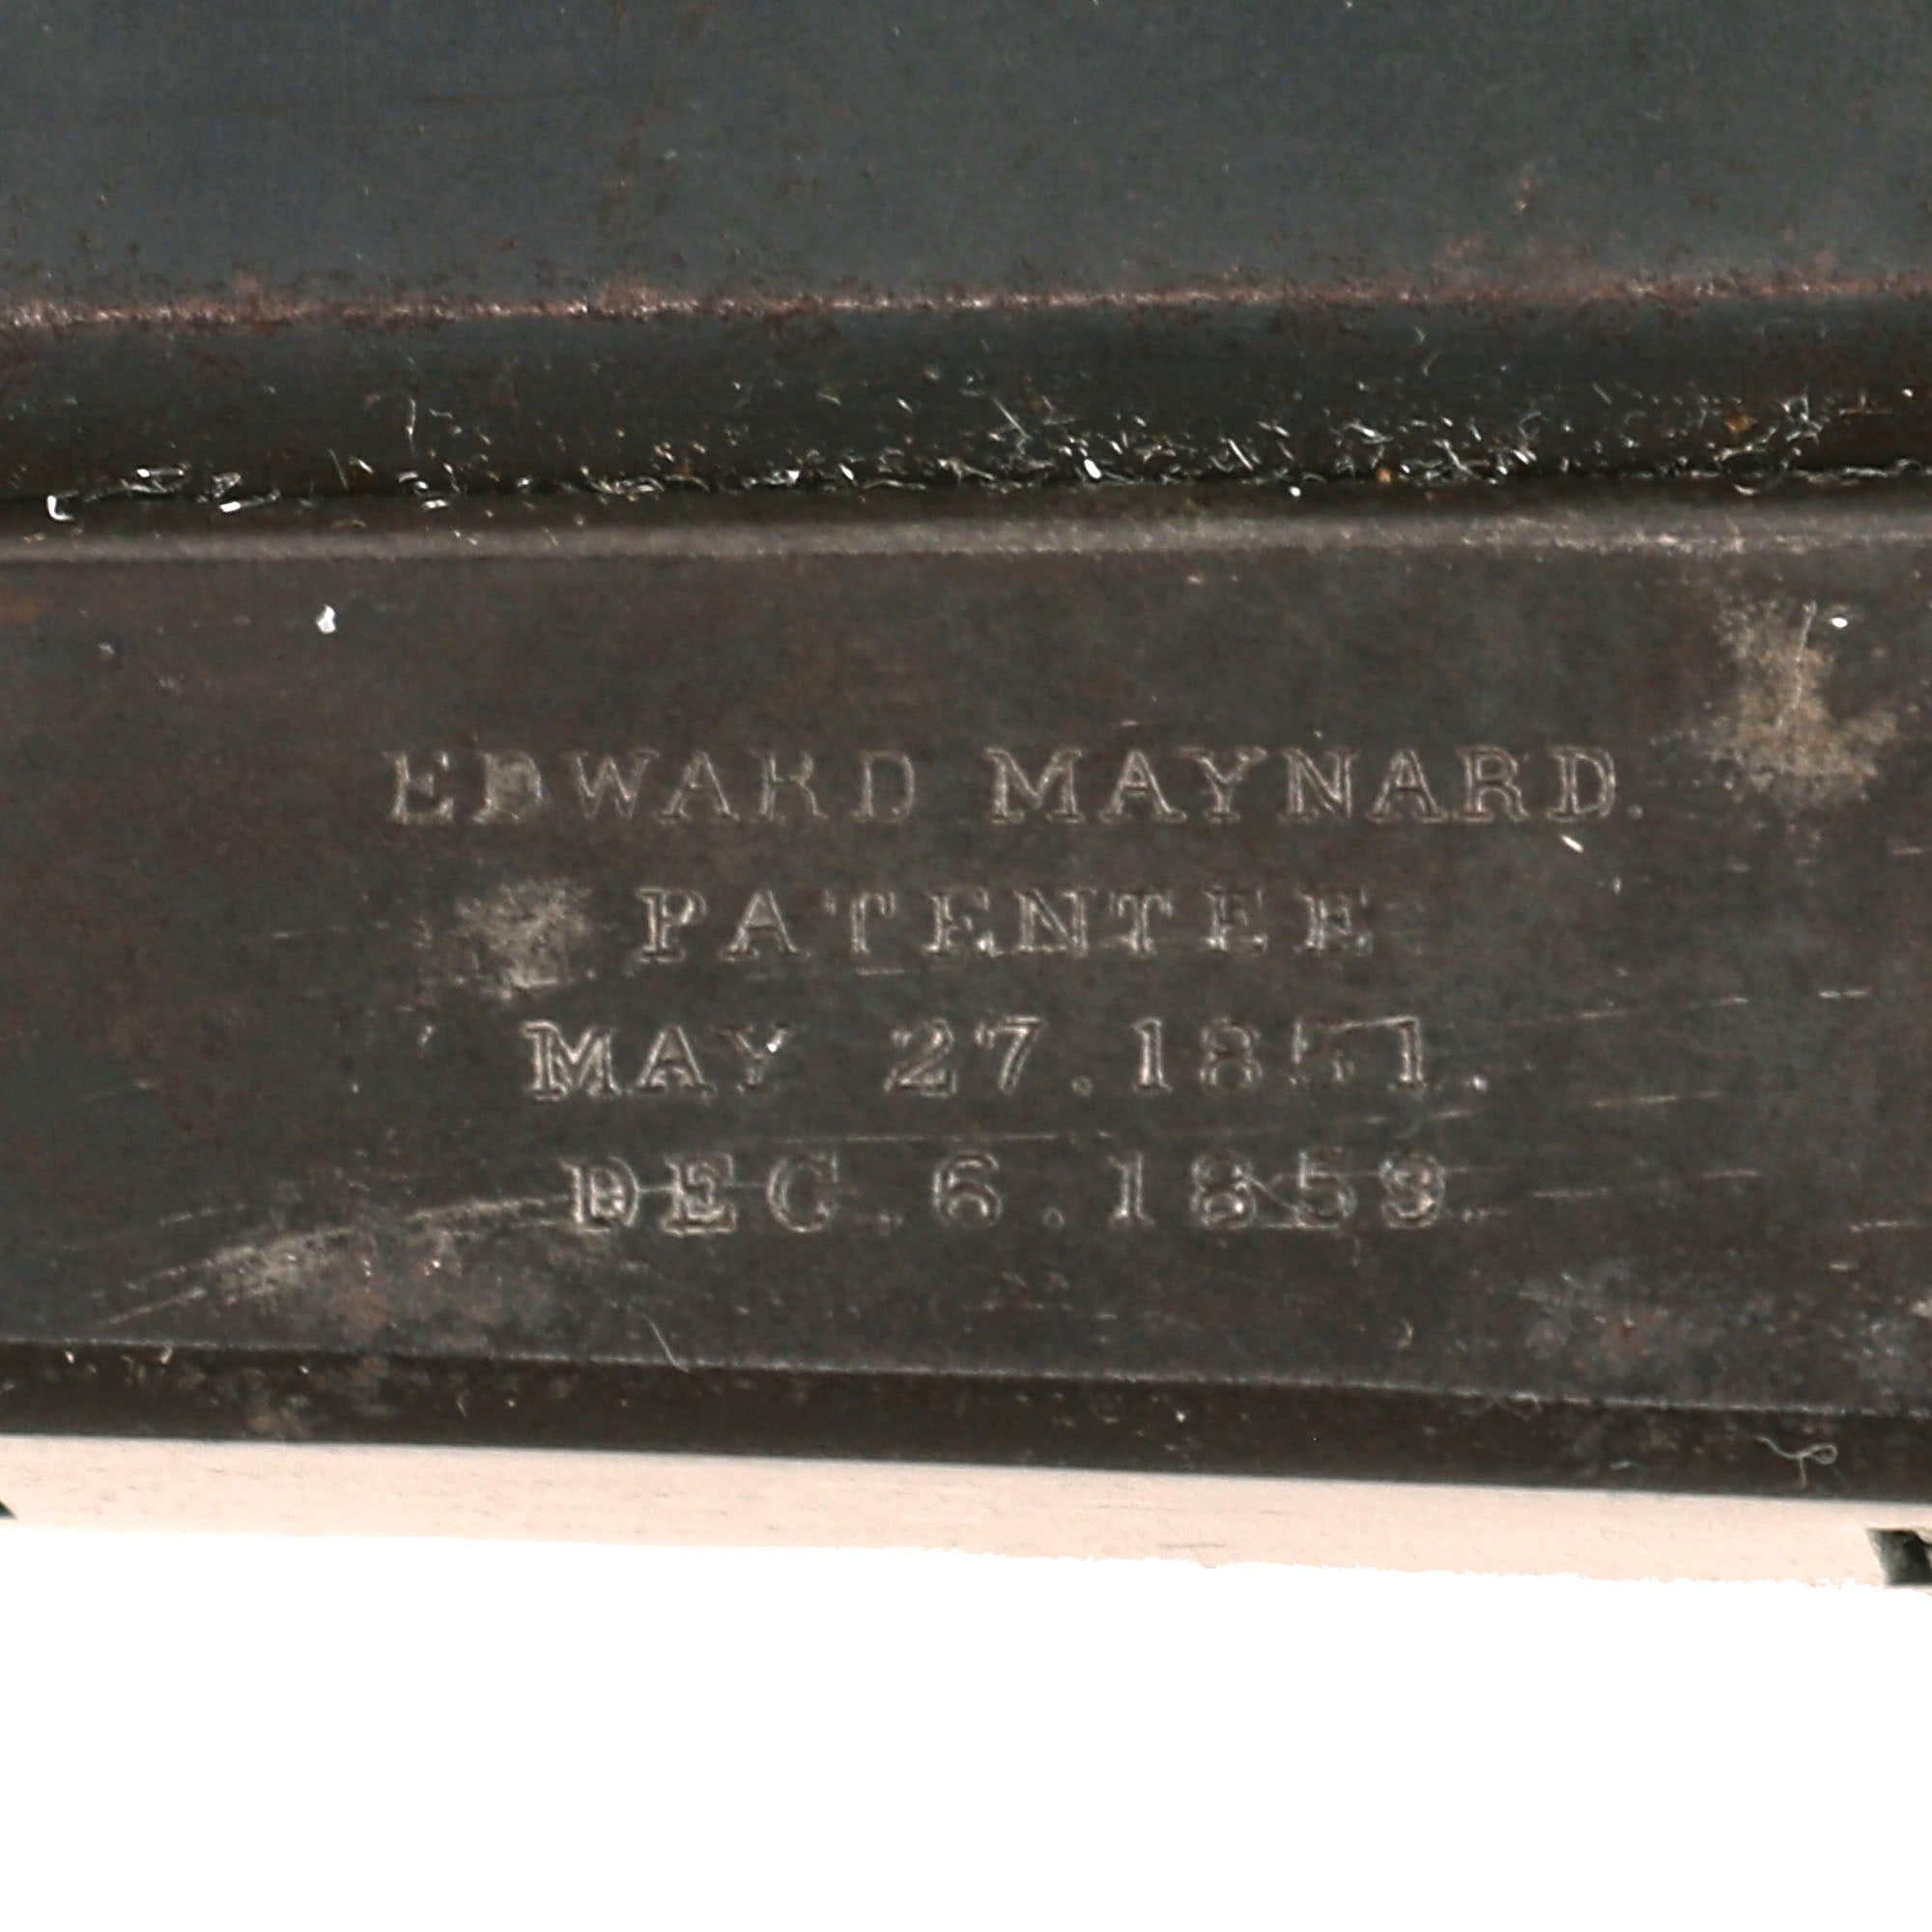 EDWARD MAYNARD.
PATENTEE
MAY 27.1851.
DEC.6.1859.